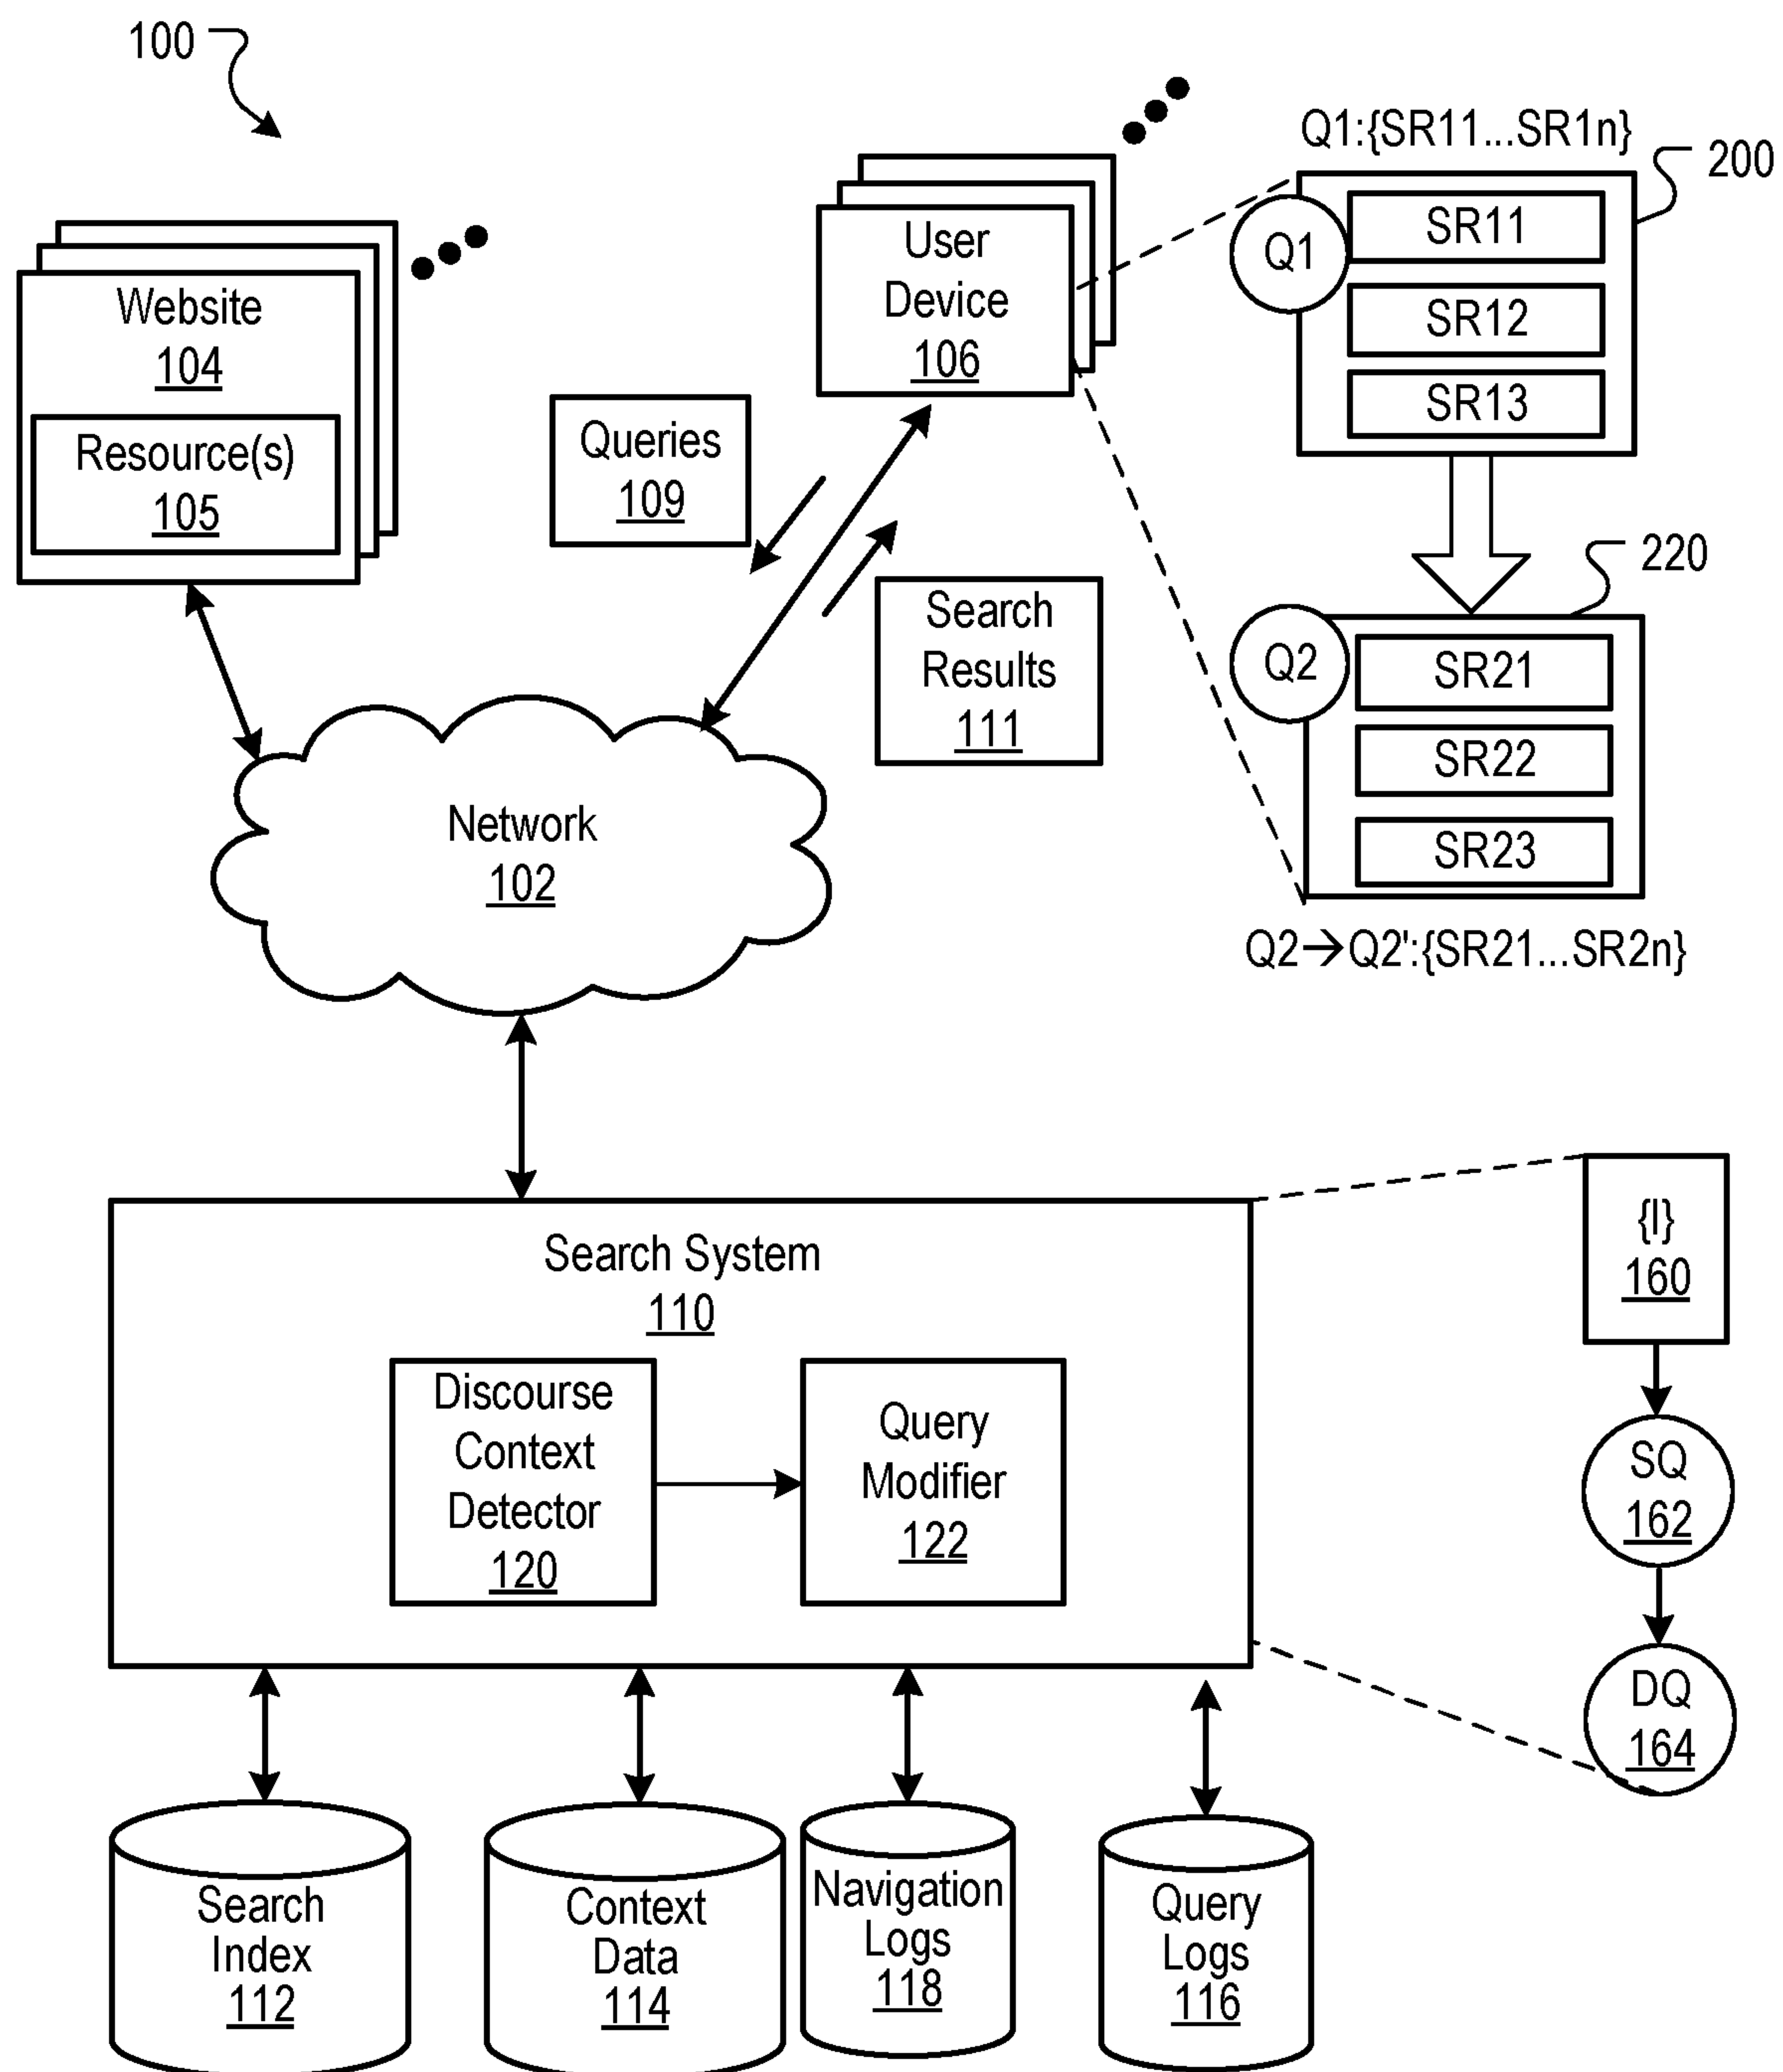 100
Q1:{SR11...SR1n}
200
Q1
SR11
SR12
SR13
User
Device
106
Website
104
Resource(s)
105
Queries
109
Search
Results
111
220
Q2
SR21
SR22
SR23
Q2→Q2':{SR21...SR2n}
Network
102
Search System
110
Discourse
Context
Detector
120
Query
Modifier
122
{I}
160
SQ
162
DQ
164
Search
Index
112
Context
Data
114
Navigation
Logs
118
Query
Logs
116